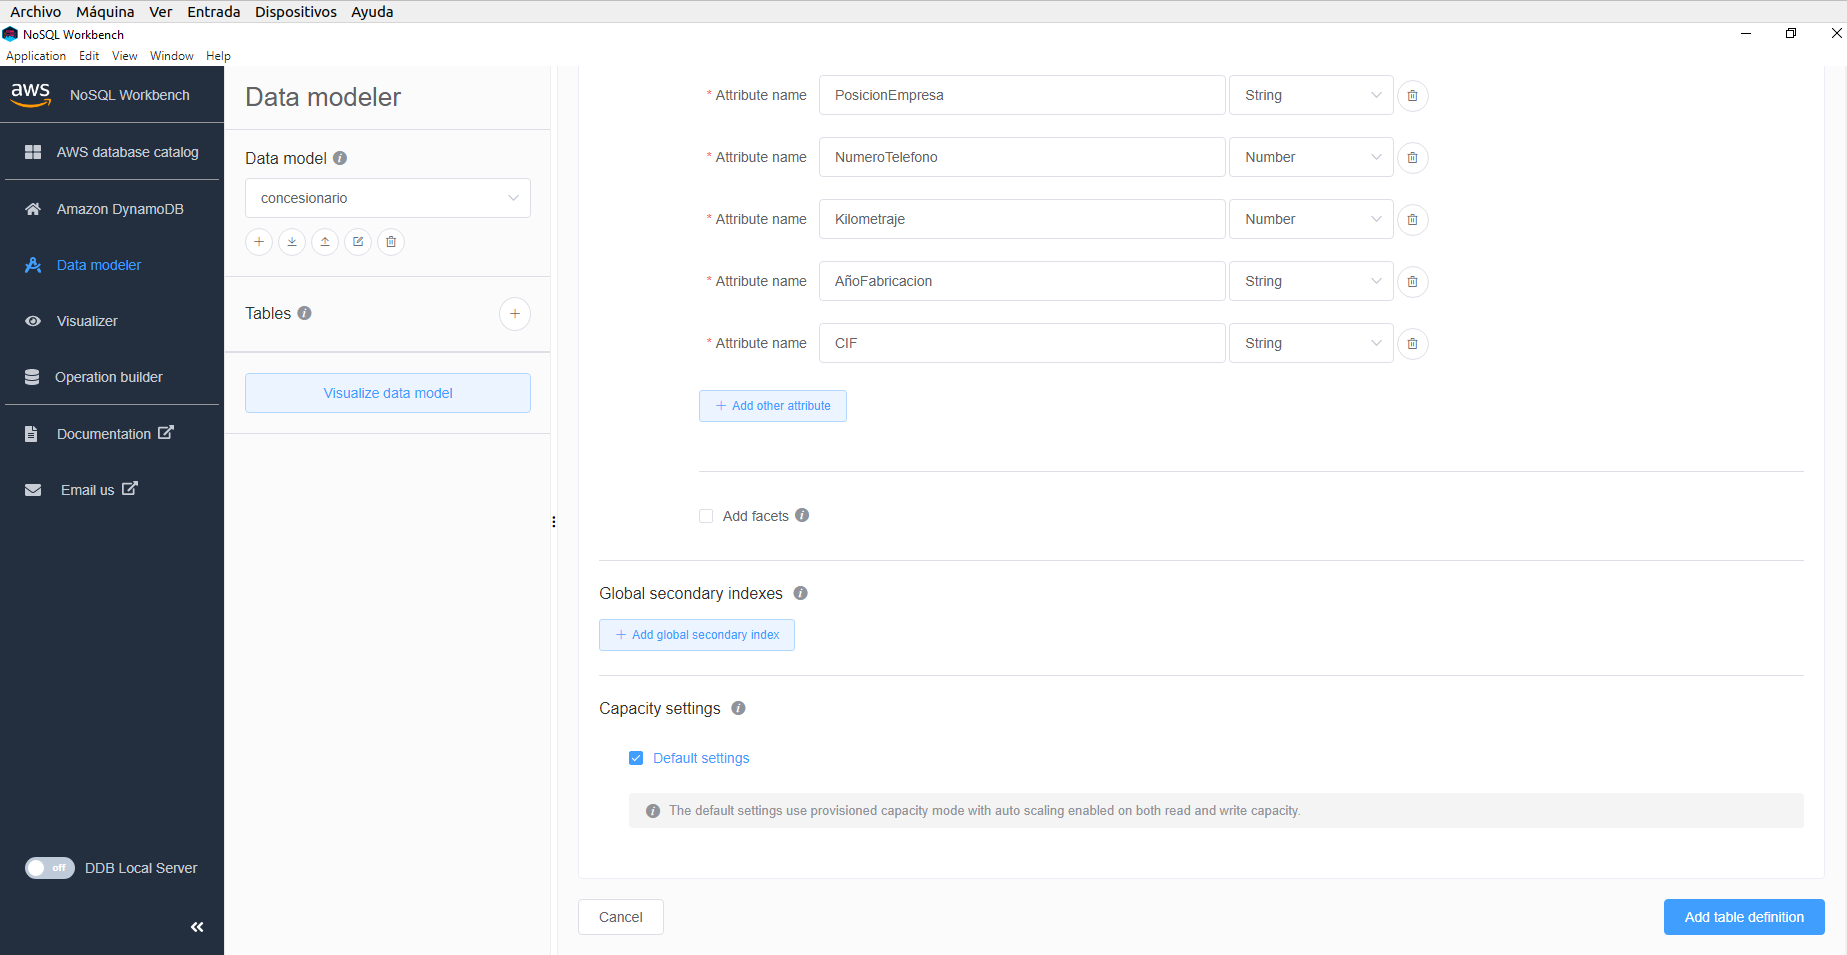 Archivo Máquina Ver Entrada Dispositivos Ayuda
NoSQL Workbench
Application Edit View Window Help
aws NoSQL Workbench
AWS database catalog
Amazon DynamoDB
Data modeler
Visualizer
Operation builder
Documentation
Email us
off DDB Local Server
Data modeler
Data model
concesionario
Tables
Visualize data model
* Attribute name PosicionEmpresa String
* Attribute name NumeroTelefono Number
* Attribute name Kilometraje Number
* Attribute name AñoFabricacion String
* Attribute name CIF String
+ Add other attribute
Add facets
Global secondary indexes
+ Add global secondary index
Capacity settings
Default settings
The default settings use provisioned capacity mode with auto scaling enabled on both read and write capacity.
Cancel
Add table definition